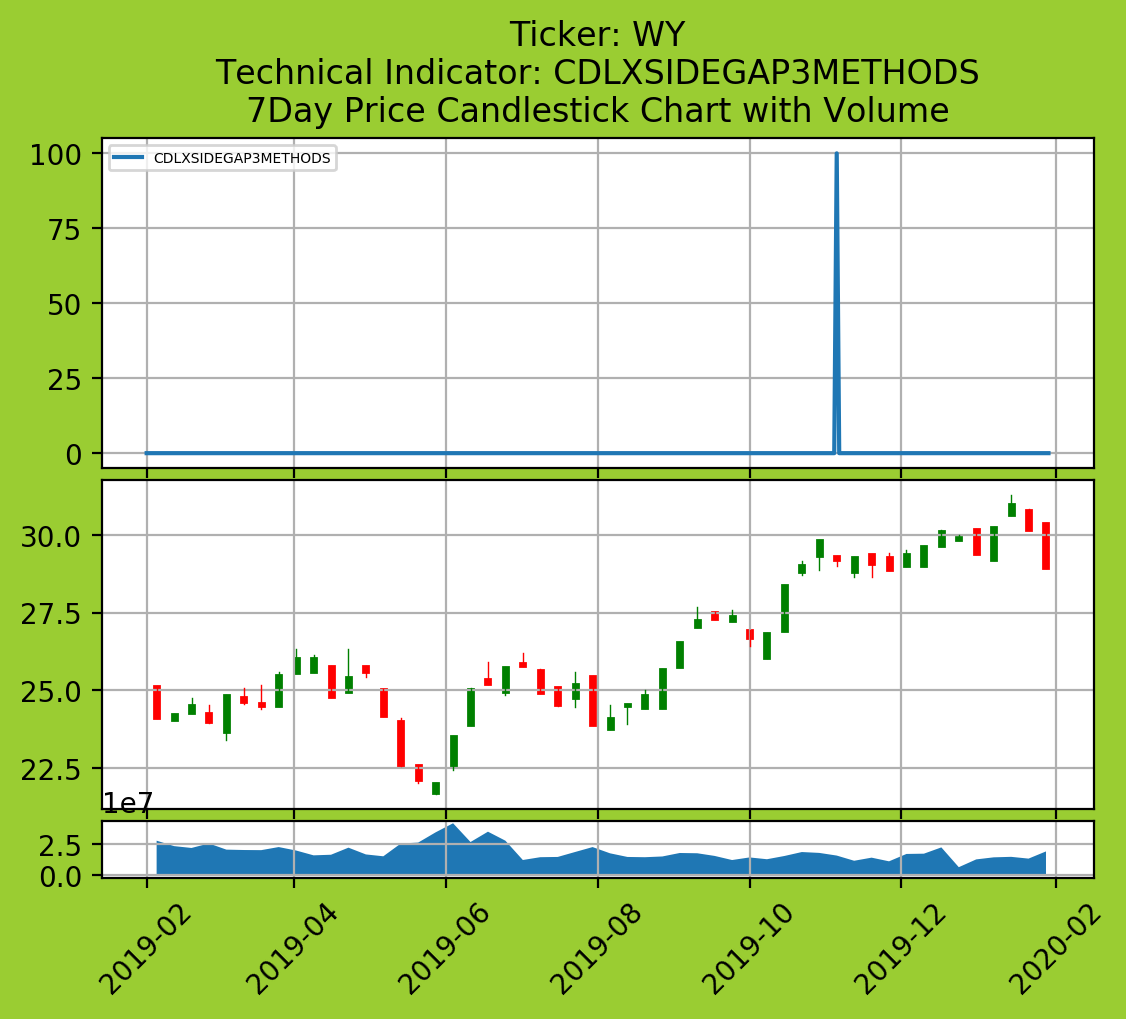 Ticker: WY
Technical Indicator: CDLXSIDEGAP3METHODS
7Day Price Candlestick Chart with Volume
CDLXSIDEGAP3METHODS
100
75
50
25
0
30.0
27.5
25.0
22.5
1e7
2.5
0.0
2019-02 2019-04 2019-06 2019-08 2019-10 2019-12 2020-02